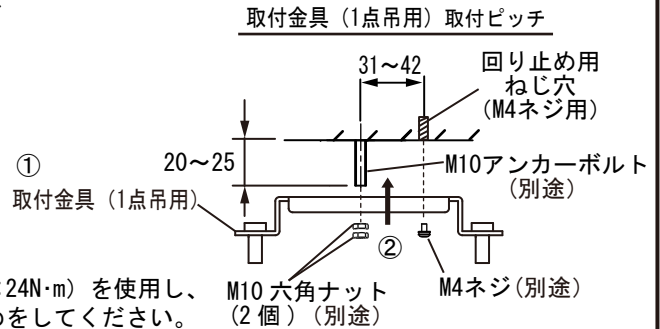 取付金具（1点吊用）取付ピッチ
31～42
回り止め用
ねじ穴
(M4ネジ用)
①
20～25
M10アンカーボルト
(別途)
取付金具（1点吊用）
②
24N·m）を使用し、
をしてください。
M10 六角ナット
(2 個 )（別途）
M4ネジ(別途)